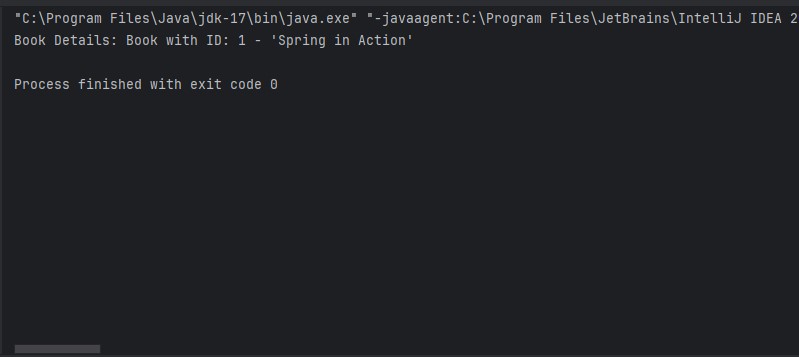 "C:\Program Files\Java\jdk-17\bin\java.exe" "-javaagent:C:\Program Files\JetBrains\IntelliJ IDEA 2
Book Details: Book with ID: 1 - 'Spring in Action'
Process finished with exit code 0